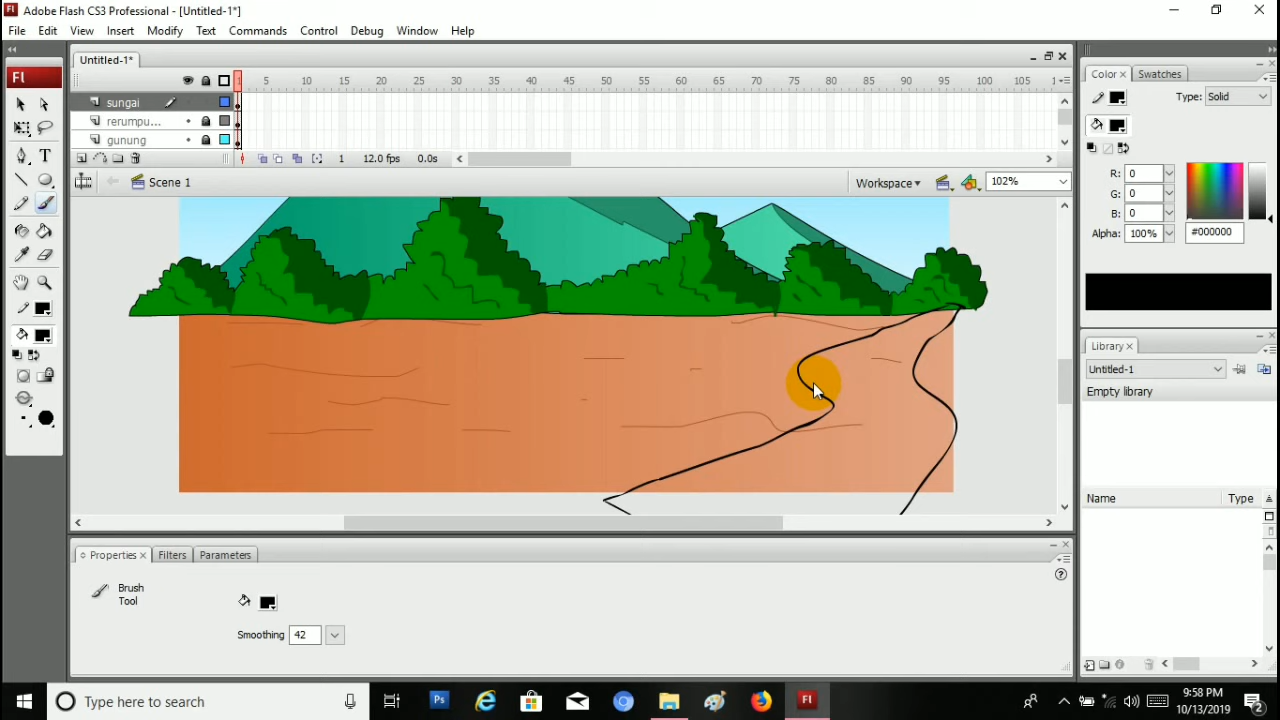 Adobe Flash CS3 Professional - [Untitled-1*]
File Edit View Insert Modify Text Commands Control Debug Window Help
Untitled-1*
Fl
5 10 15 20 25 30 35 40 45 50 55 60 65 70 75 80 85 90 95 100 105
sungai
rerumpu...
gunung
1 12.0 fps 0.0s
Scene 1
Workspace
102%
Color
Swatches
Type: Solid
R: 0
G: 0
B: 0
Alpha: 100%
#000000
Library
Untitled-1
Empty library
Name Type
Properties Filters Parameters
Brush
Tool
Smoothing 42
Type here to search
Ps
Fl
9:58 PM
10/13/2019
2